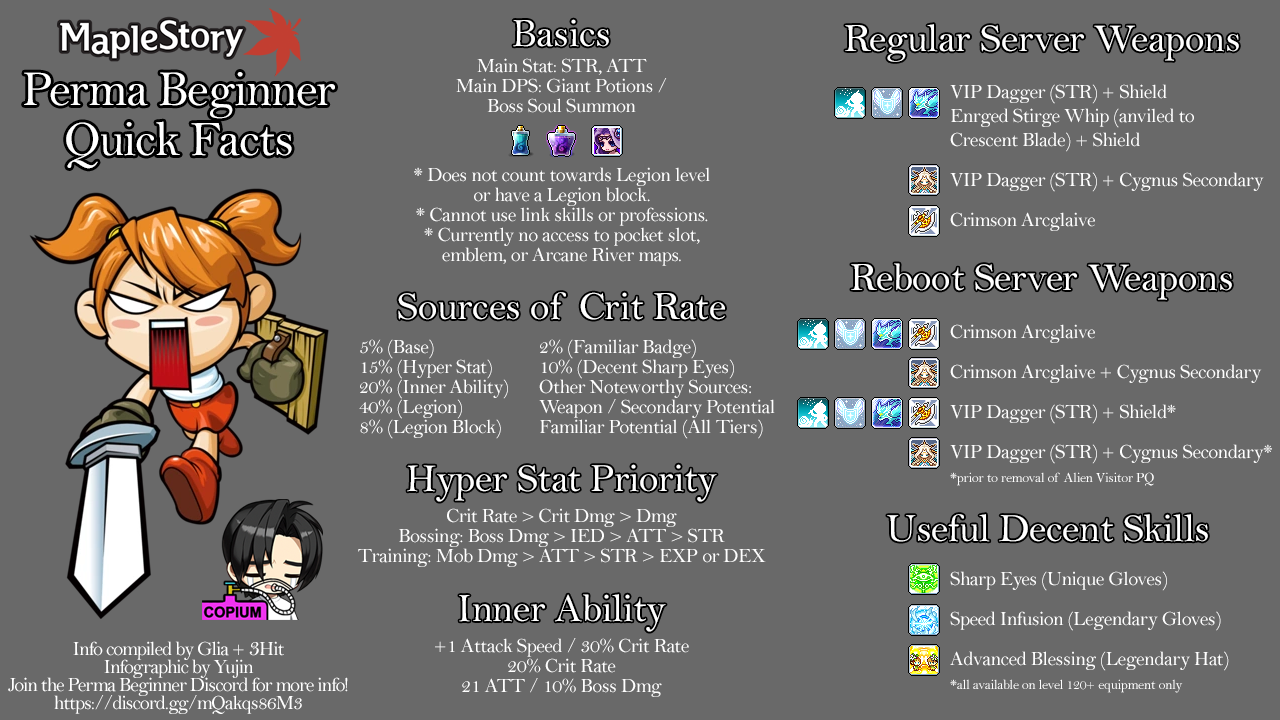 MapleStory
Perma Beginner
Quick Facts
COPIUM
Info compiled by Glia + 3Hit
Infographic by Yujin
Join the Perma Beginner Discord for more info!
https://discord.gg/mQakqs86M3
Basics
Main Stat: STR, ATT
Main DPS: Giant Potions /
Boss Soul Summon
* Does not count towards Legion level
or have a Legion block.
* Cannot use link skills or professions.
* Currently no access to pocket slot,
emblem, or Arcane River maps.
Sources of Crit Rate
5% (Base)
15% (Hyper Stat)
20% (Inner Ability)
40% (Legion)
8% (Legion Block)
2% (Familiar Badge)
10% (Decent Sharp Eyes)
Other Noteworthy Sources:
Weapon / Secondary Potential
Familiar Potential (All Tiers)
Hyper Stat Priority
Crit Rate > Crit Dmg > Dmg
Bossing: Boss Dmg > IED > ATT > STR
Training: Mob Dmg > ATT > STR > EXP or DEX
Inner Ability
+1 Attack Speed / 30% Crit Rate
20% Crit Rate
21 ATT / 10% Boss Dmg
Regular Server Weapons
VIP Dagger (STR) + Shield
Enrged Stirge Whip (anviled to
Crescent Blade) + Shield
VIP Dagger (STR) + Cygnus Secondary
Crimson Arcglaive
Reboot Server Weapons
Crimson Arcglaive
Crimson Arcglaive + Cygnus Secondary
VIP Dagger (STR) + Shield*
VIP Dagger (STR) + Cygnus Secondary*
*prior to removal of Alien Visitor PQ
Useful Decent Skills
Sharp Eyes (Unique Gloves)
Speed Infusion (Legendary Gloves)
Advanced Blessing (Legendary Hat)
*all available on level 120+ equipment only